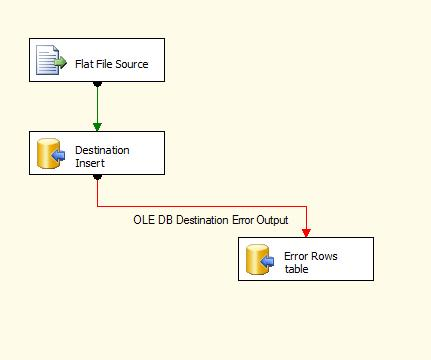 Flat File Source
Destination
Insert
OLE DB Destination Error Output
Error Rows
table